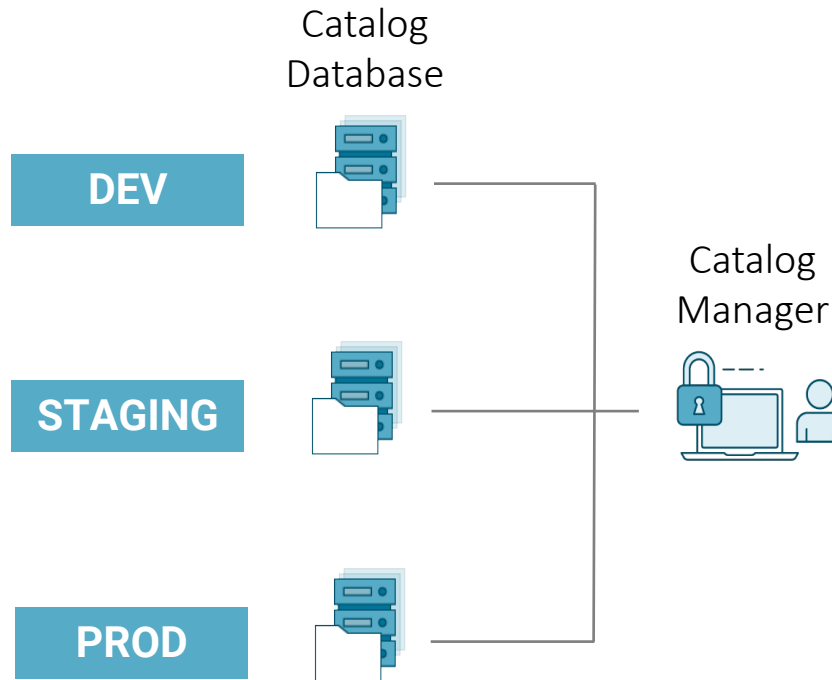 Catalog
Database
DEV
Catalog
Manager
STAGING
PROD